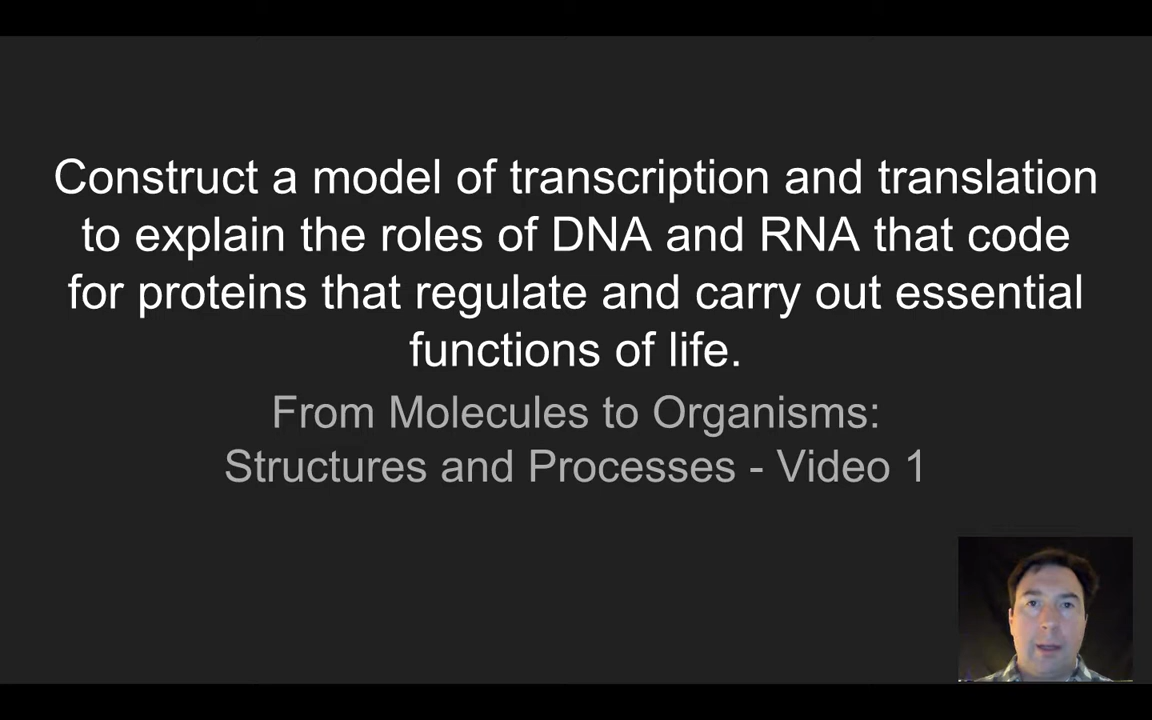 Construct a model of transcription and translation
to explain the roles of DNA and RNA that code
for proteins that regulate and carry out essential
functions of life.
From Molecules to Organisms:
Structures and Processes - Video 1